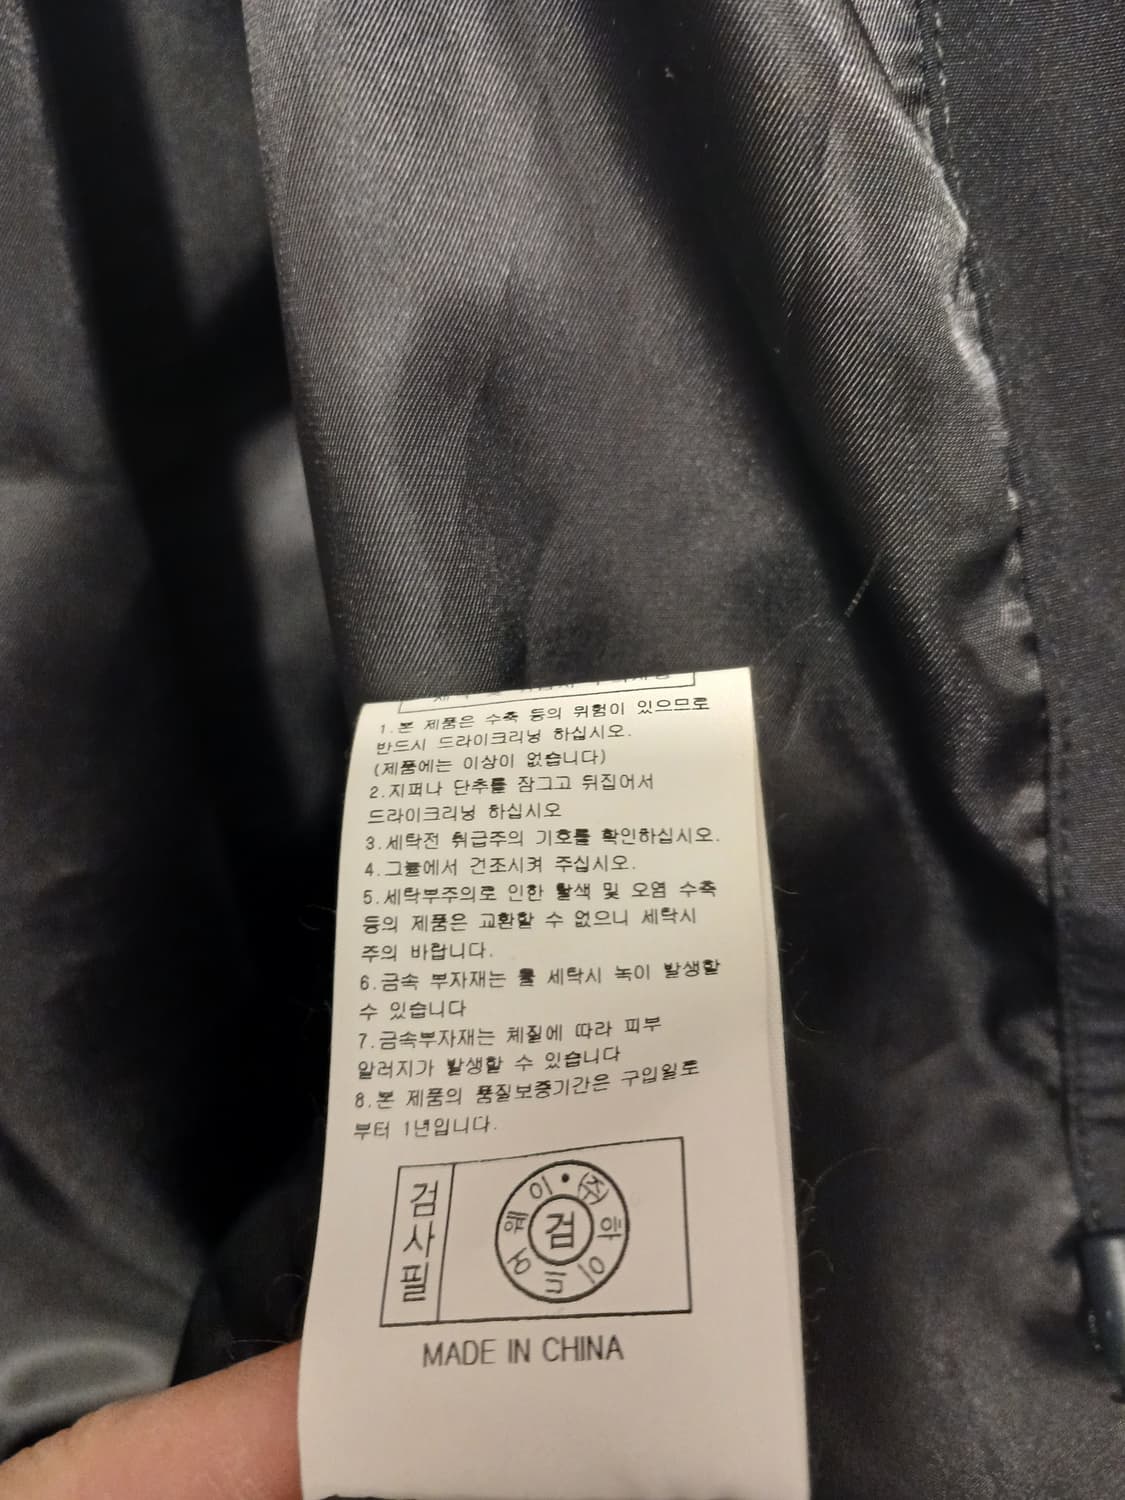 1.본 제품은 수축 등의 위험이 있으므로
반드시 드라이크리닝 하십시오.
(제품에는 이상이 없습니다)
2.지퍼나 단추를 잠그고 뒤집어서
드라이크리닝 하십시오
3.세탁전 취급주의 기호를 확인하십시오.
4.그늘에서 건조시켜 주십시오.
5.세탁부주의로 인한 탈색 및 오염 수축
등의 제품은 교환할 수 없으니 세탁시
주의 바랍니다.
6.금속 부자재는 물 세탁시 녹이 발생할
수 있습니다
7.금속부자재는 체질에 따라 피부
알러지가 발생할 수 있습니다
8.본 제품의 품질보증기간은 구입일로
부터 1년입니다.
검사필
(주)
검
MADE IN CHINA